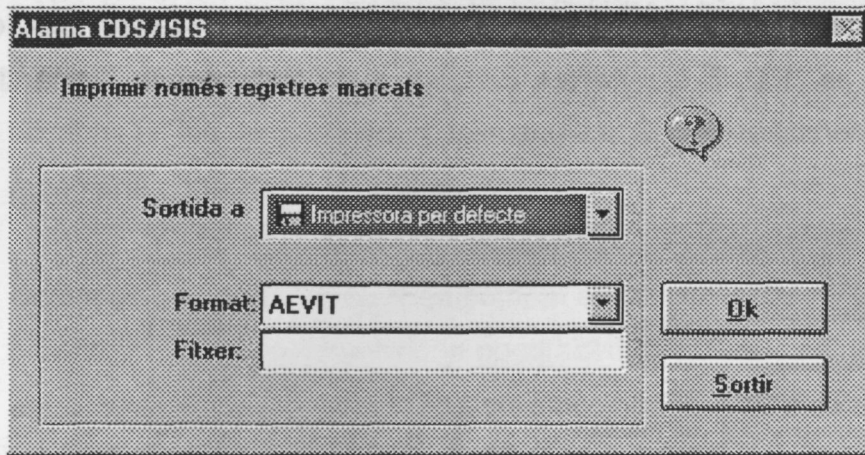 Alarma CDS/ISIS
Imprimir només registres marcats
Sortida a
Impressora per defecte
Format: AEVIT
Ok
Fitxer:
Sortir